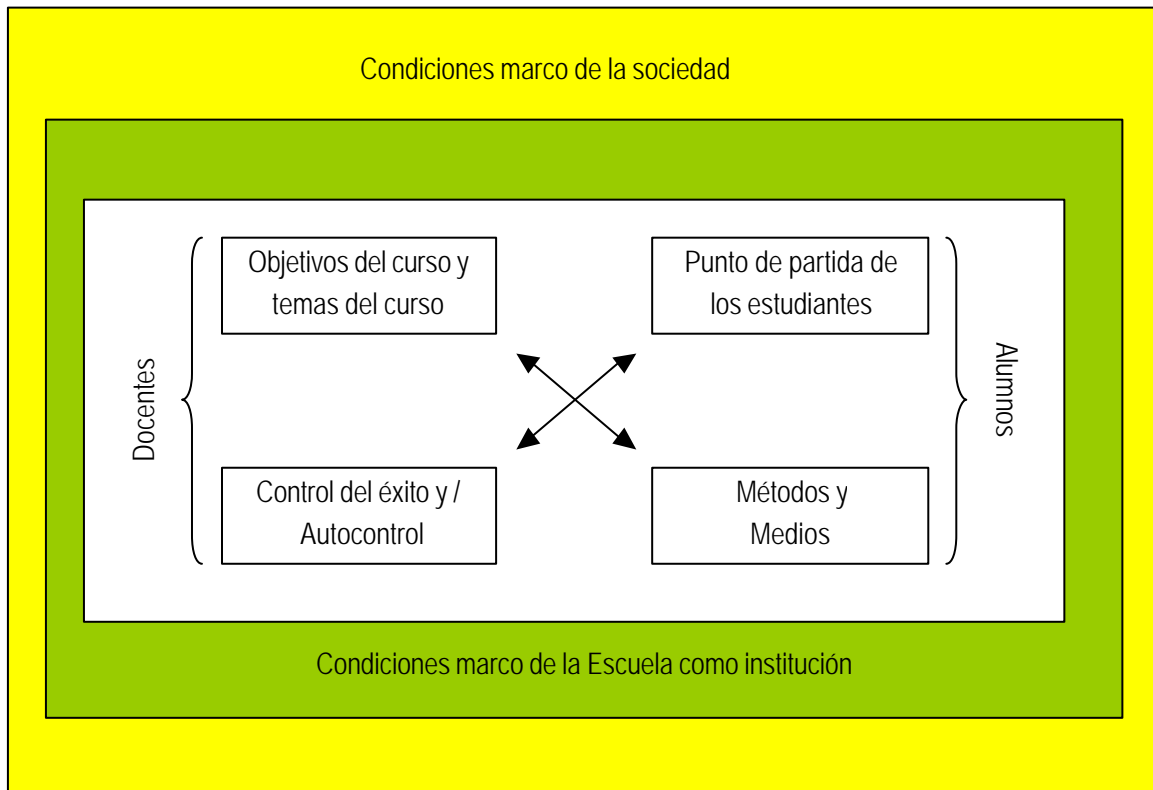 Condiciones marco de la sociedad
Docentes
Objetivos del curso y
temas del curso
Punto de partida de
los estudiantes
Alumnos
Control del éxito y /
Autocontrol
Métodos y
Medios
Condiciones marco de la Escuela como institución